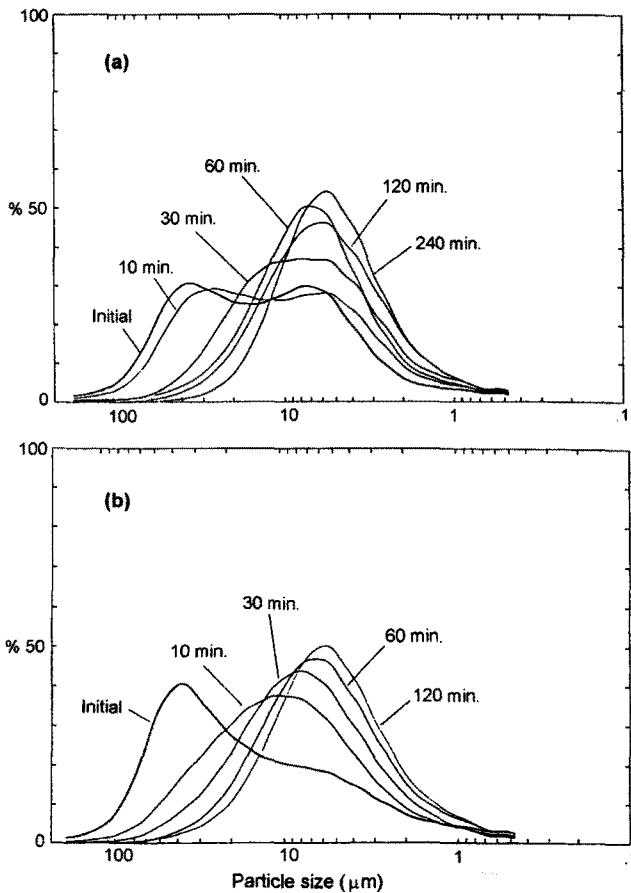 100
(a)
60 min.
120 min.
% 50
30 min.
240 min.
10 min.
Initial
0
100
10
1
.1
100
(b)
30 min.
60 min.
% 50
10 min.
Initial
120 min.
0
100
10
1
Particle size (μm)